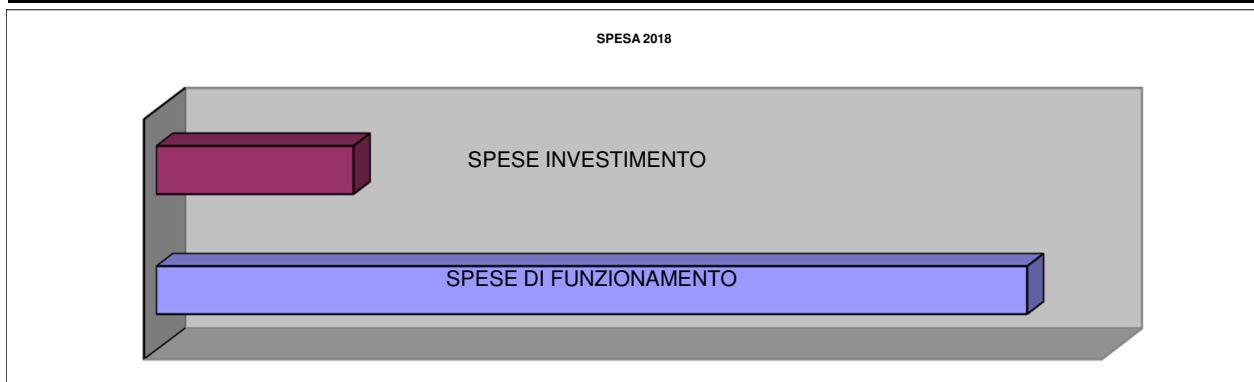 SPESA 2018
SPESE INVESTIMENTO
SPESE DI FUNZIONAMENTO